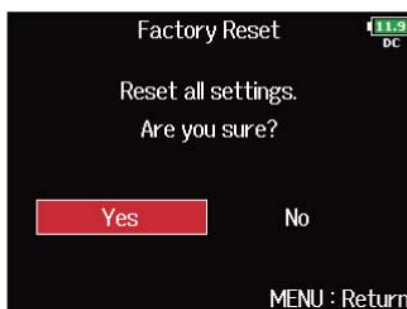 Factory Reset
11.9
DC
Reset all settings.
Are you sure?
Yes No
MENU : Return